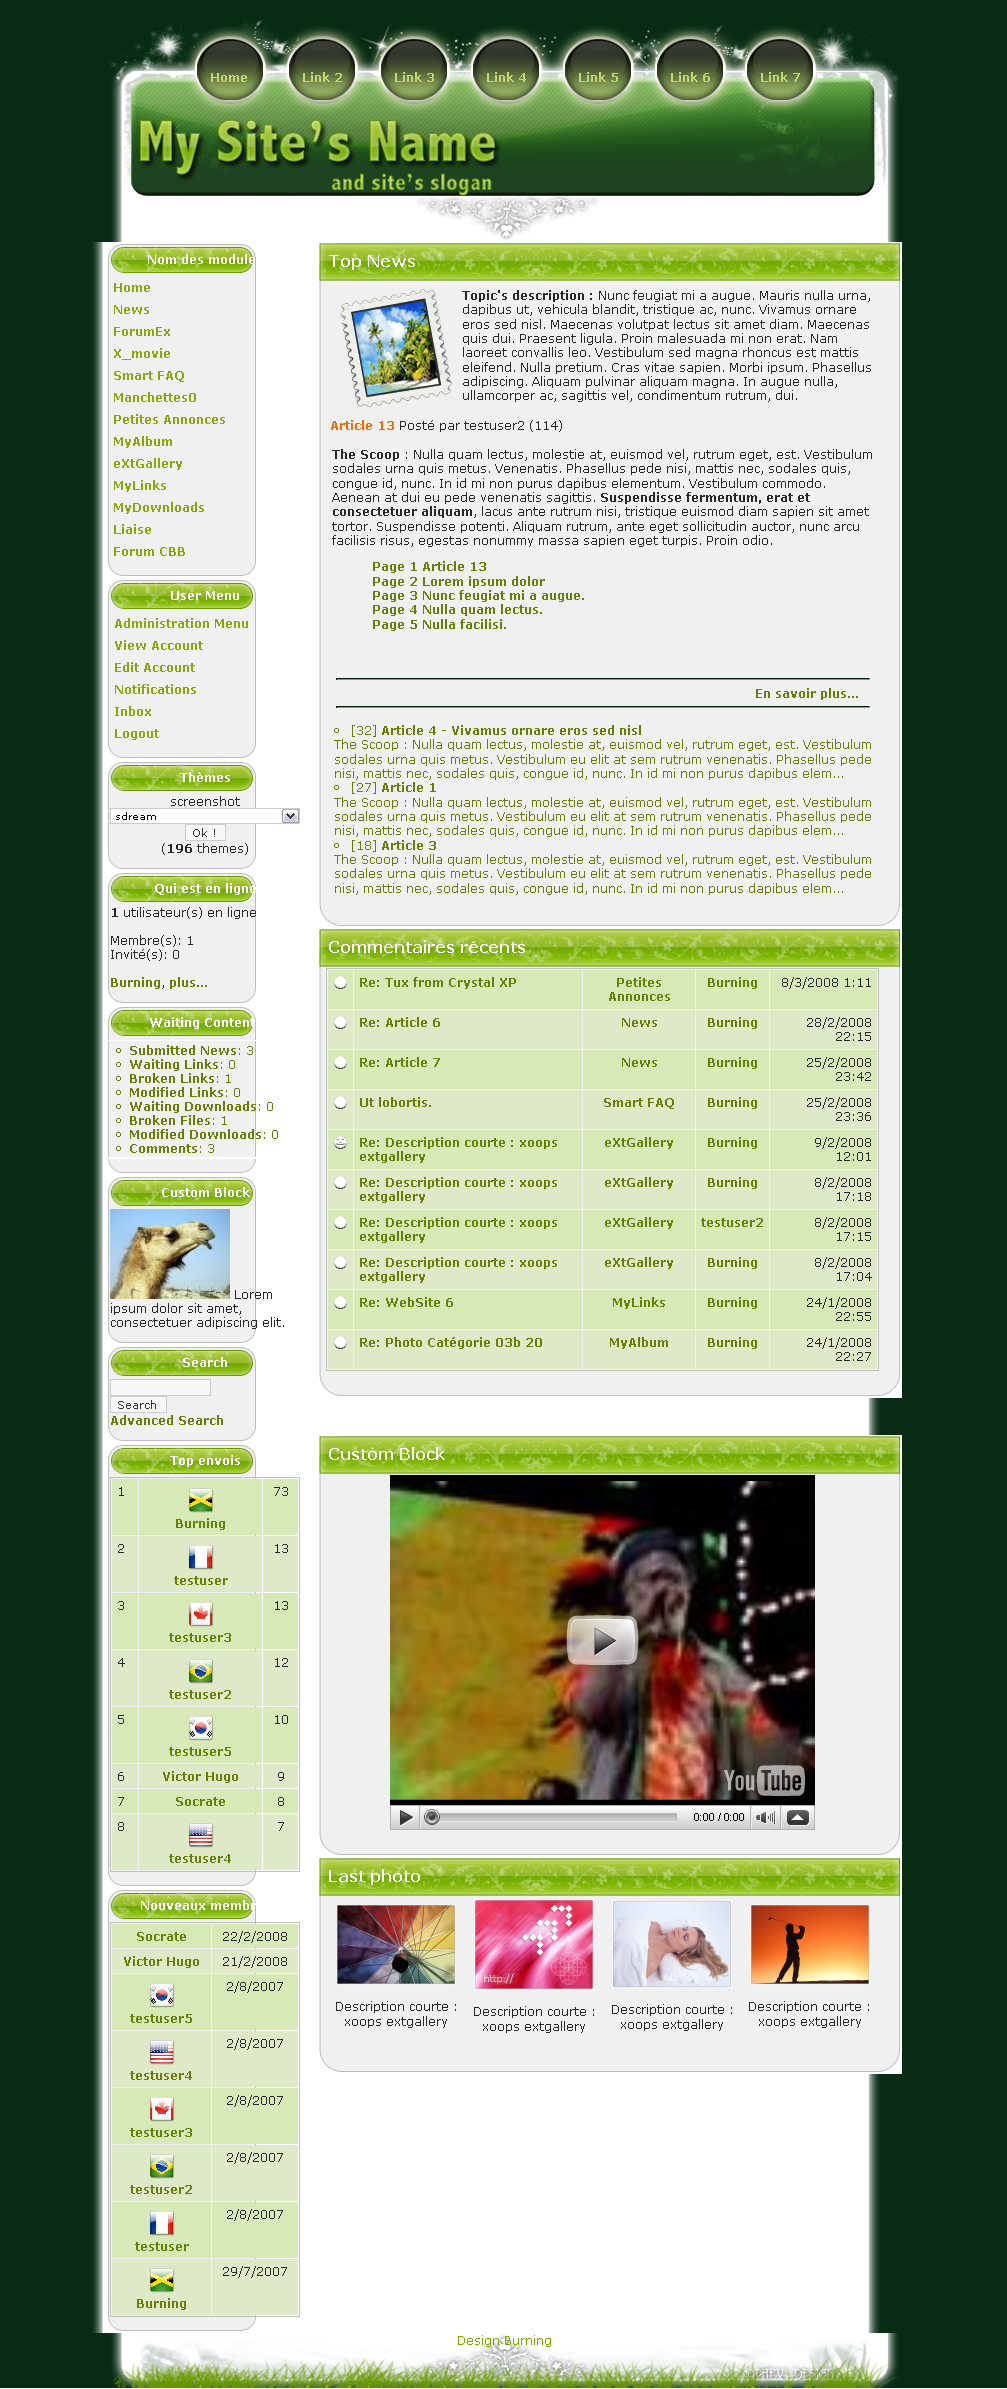 Home Link 2 Link 3 Link 4 Link 5 Link 6 Link 7
My Site's Name
and site's slogan
Nom des module
Home
News
ForumEx
X_movie
Smart FAQ
Manchettes0
Petites Annonces
MyAlbum
eXtGallery
MyLinks
MyDownloads
Liaise
Forum CBB
User Menu
Administration Menu
View Account
Edit Account
Notifications
Inbox
Logout
Thèmes
screenshot
sdream
Ok !
(196 themes)
Qui est en ligne
1 utilisateur(s) en ligne
Membre(s): 1
Invité(s): 0
Burning, plus...
Waiting Content
Submitted News: 3
Waiting Links: 0
Broken Links: 1
Modified Links: 0
Waiting Downloads: 0
Broken Files: 1
Modified Downloads: 0
Comments: 3
Custom Block
Lorem
ipsum dolor sit amet,
consectetuer adipiscing elit.
Search
Search
Advanced Search
Top envois
1 Burning 73
2 testuser 13
3 testuser3 13
4 testuser2 12
5 testuser5 10
6 Victor Hugo 9
7 Socrate 8
8 testuser4 7
Nouveaux membr
Socrate 22/2/2008
Victor Hugo 21/2/2008
testuser5 2/8/2007
testuser4 2/8/2007
testuser3 2/8/2007
testuser2 2/8/2007
testuser 2/8/2007
Burning 29/7/2007
Top News
Topic's description : Nunc feugiat mi a augue. Mauris nulla urna,
dapibus ut, vehicula blandit, tristique ac, nunc. Vivamus ornare
eros sed nisl. Maecenas volutpat lectus sit amet diam. Maecenas
quis dui. Praesent ligula. Proin malesuada mi non erat. Nam
laoreet convallis leo. Vestibulum sed magna rhoncus est mattis
eleifend. Nulla pretium. Cras vitae sapien. Morbi ipsum. Phasellus
adipiscing. Aliquam pulvinar aliquam magna. In augue nulla,
ullamcorper ac, sagittis vel, condimentum rutrum, dui.
Article 13 Posté par testuser2 (114)
The Scoop : Nulla quam lectus, molestie at, euismod vel, rutrum eget, est. Vestibulum
sodales urna quis metus. Venenatis. Phasellus pede nisi, mattis nec, sodales quis,
congue id, nunc. In id mi non purus dapibus elementum. Vestibulum commodo.
Aenean at dui eu pede venenatis sagittis. Suspendisse fermentum, erat et
consectetuer aliquam, lacus ante rutrum nisi, tristique euismod diam sapien sit amet
tortor. Suspendisse potenti. Aliquam rutrum, ante eget sollicitudin auctor, nunc arcu
facilisis risus, egestas nonummy massa sapien eget turpis. Proin odio.
Page 1 Article 13
Page 2 Lorem ipsum dolor
Page 3 Nunc feugiat mi a augue.
Page 4 Nulla quam lectus.
Page 5 Nulla facilisi.
En savoir plus...
[32] Article 4 - Vivamus ornare eros sed nisl
The Scoop : Nulla quam lectus, molestie at, euismod vel, rutrum eget, est. Vestibulum
sodales urna quis metus. Vestibulum eu elit at sem rutrum venenatis. Phasellus pede
nisi, mattis nec, sodales quis, congue id, nunc. In id mi non purus dapibus elem...
[27] Article 1
The Scoop : Nulla quam lectus, molestie at, euismod vel, rutrum eget, est. Vestibulum
sodales urna quis metus. Vestibulum eu elit at sem rutrum venenatis. Phasellus pede
nisi, mattis nec, sodales quis, congue id, nunc. In id mi non purus dapibus elem...
[18] Article 3
The Scoop : Nulla quam lectus, molestie at, euismod vel, rutrum eget, est. Vestibulum
sodales urna quis metus. Vestibulum eu elit at sem rutrum venenatis. Phasellus pede
nisi, mattis nec, sodales quis, congue id, nunc. In id mi non purus dapibus elem...
Commentaires récents
Re: Tux from Crystal XP Petites Annonces Burning 8/3/2008 1:11
Re: Article 6 News Burning 28/2/2008 22:15
Re: Article 7 News Burning 25/2/2008 23:42
Ut lobortis. Smart FAQ Burning 25/2/2008 23:36
Re: Description courte : xoops extgallery eXtGallery Burning 9/2/2008 12:01
Re: Description courte : xoops extgallery eXtGallery Burning 8/2/2008 17:18
Re: Description courte : xoops extgallery eXtGallery testuser2 8/2/2008 17:15
Re: Description courte : xoops extgallery eXtGallery Burning 8/2/2008 17:04
Re: WebSite 6 MyLinks Burning 24/1/2008 22:55
Re: Photo Catégorie 03b 20 MyAlbum Burning 24/1/2008 22:27
Custom Block
YouTube
0:00 / 0:00
Last photo
http://
Description courte : Description courte : Description courte : Description courte :
xoops extgallery xoops extgallery xoops extgallery xoops extgallery
Design Burning